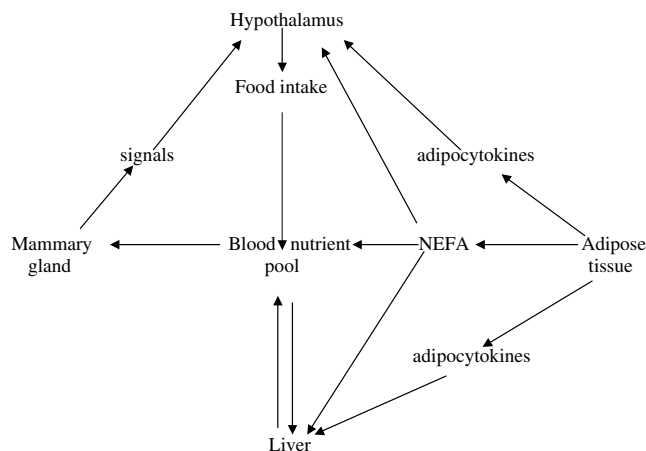 Hypothalamus
Food intake
signals
adipocytokines
Mammary
gland
Blood nutrient
pool
NEFA
Adipose
tissue
adipocytokines
Liver